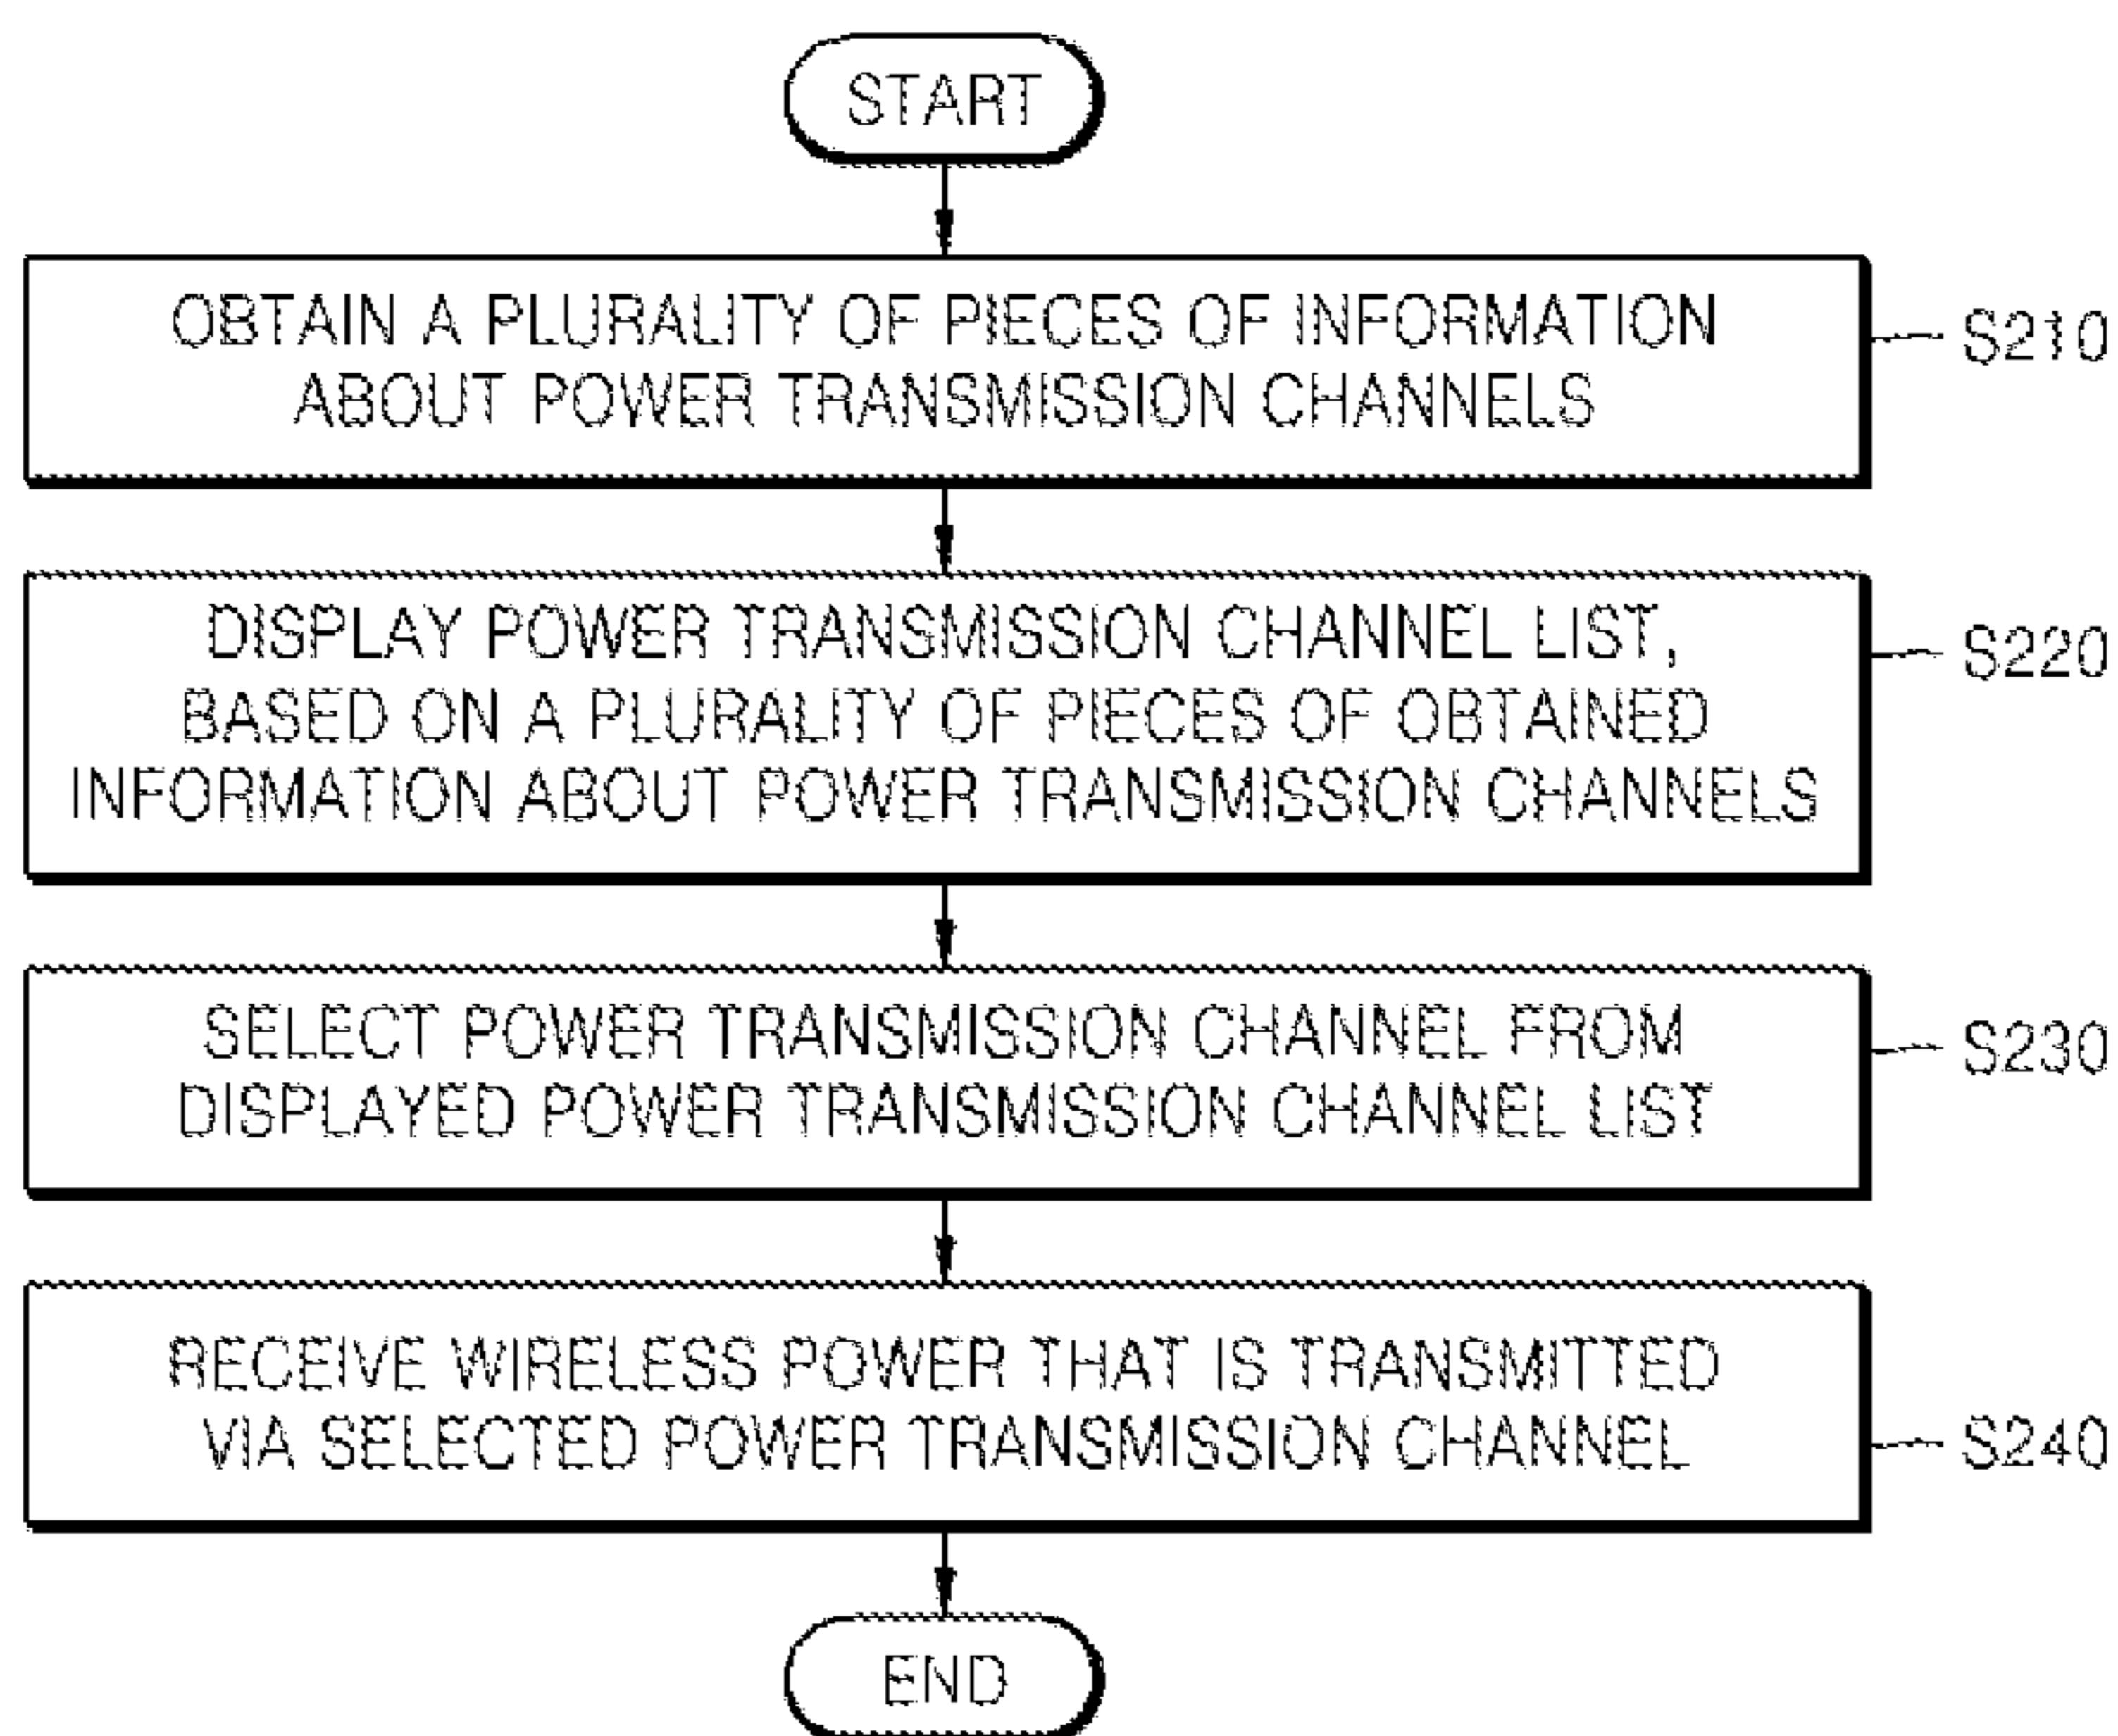 START
OBTAIN A PLURALITY OF PIECES OF INFORMATION
ABOUT POWER TRANSMISSION CHANNELS
S210
DISPLAY POWER TRANSMISSION CHANNEL LIST,
BASED ON A PLURALITY OF PIECES OF OBTAINED
INFORMATION ABOUT POWER TRANSMISSION CHANNELS
S220
SELECT POWER TRANSMISSION CHANNEL FROM
DISPLAYED POWER TRANSMISSION CHANNEL LIST
S230
RECEIVE WIRELESS POWER THAT IS TRANSMITTED
VIA SELECTED POWER TRANSMISSION CHANNEL
S240
END